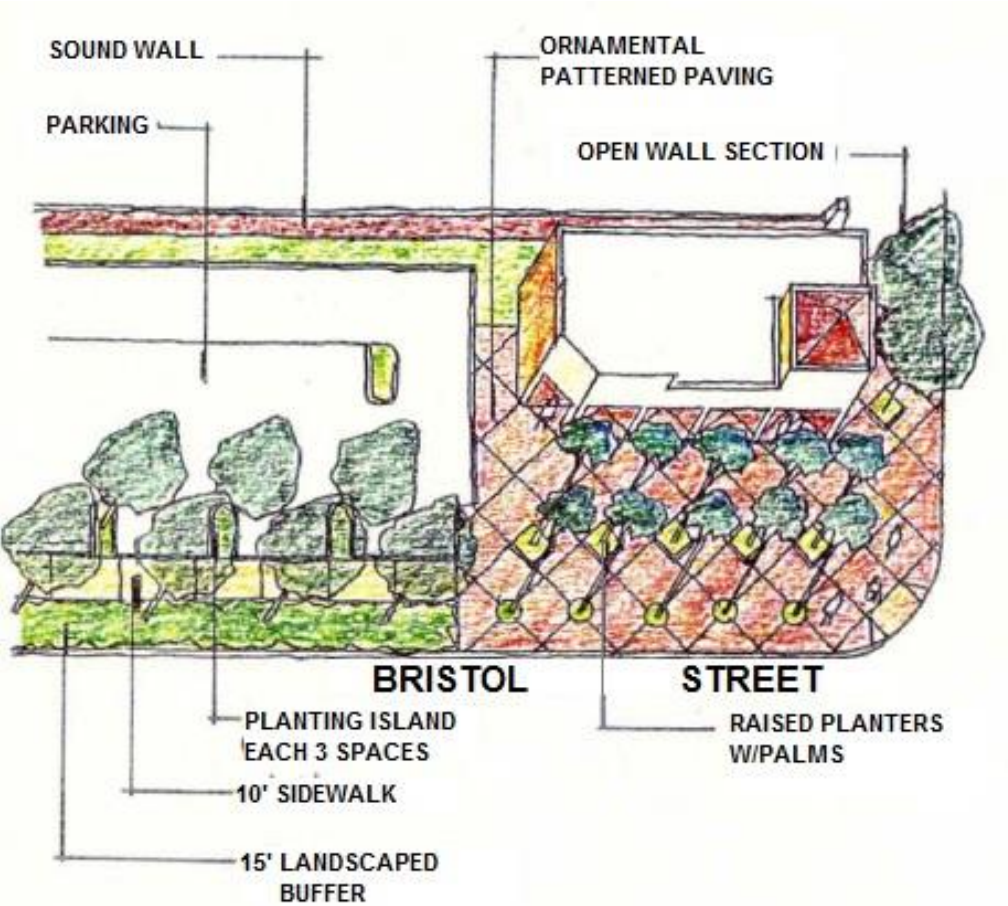 SOUND WALL
ORNAMENTAL
PATTERNED PAVING
PARKING
OPEN WALL SECTION
BRISTOL STREET
PLANTING ISLAND
EACH 3 SPACES
RAISED PLANTERS
W/PALMS
10' SIDEWALK
15' LANDSCAPED
BUFFER